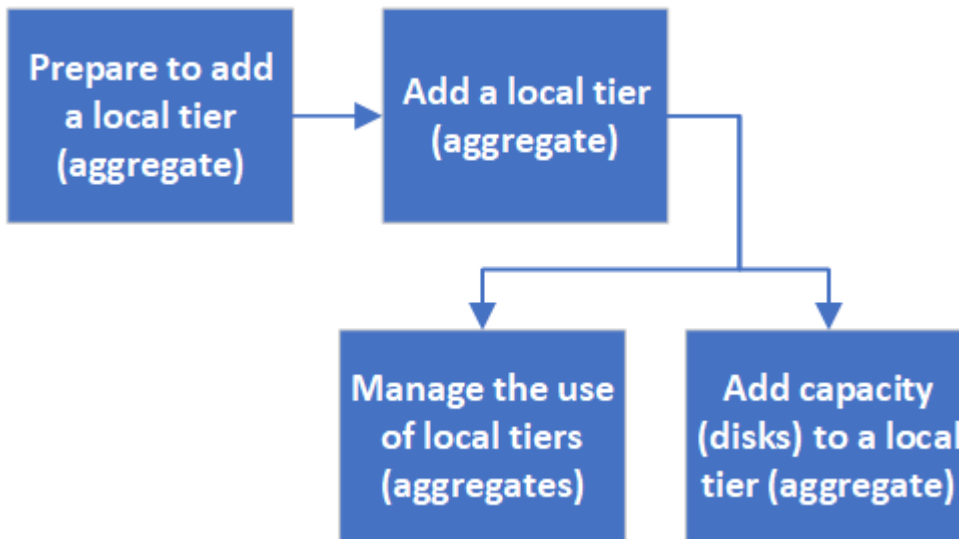 Prepare to add
a local tier
(aggregate)
Add a local tier
(aggregate)
Manage the use
of local tiers
(aggregates)
Add capacity
(disks) to a local
tier (aggregate)